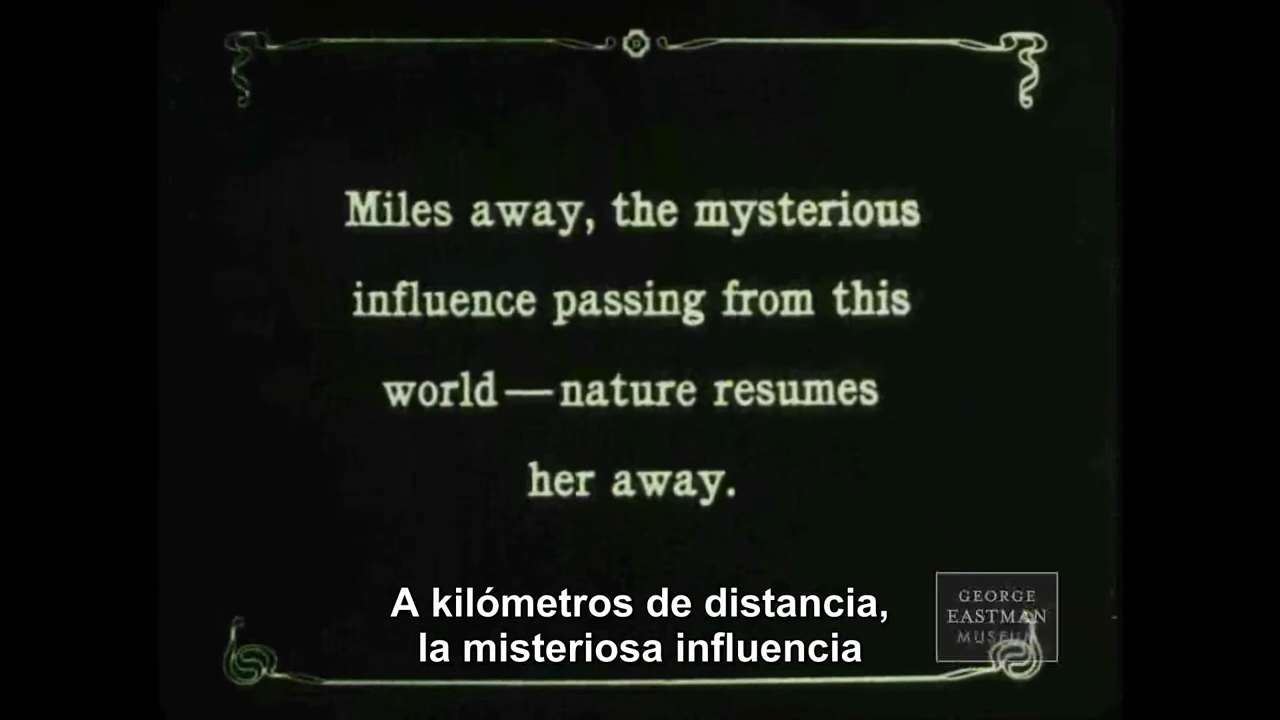 Miles away, the mysterious
influence passing from this
world—nature resumes
her away.
A kilómetros de distancia,
la misteriosa influencia
GEORGE
EASTMAN
MUSEUM